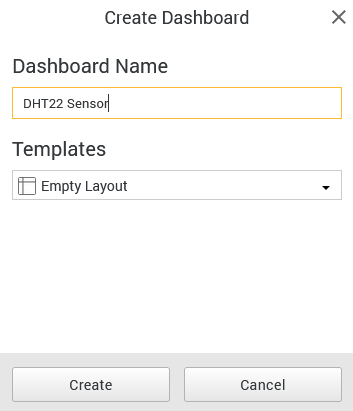 Create Dashboard
Dashboard Name
DHT22 Sensor
Templates
Empty Layout
Create
Cancel